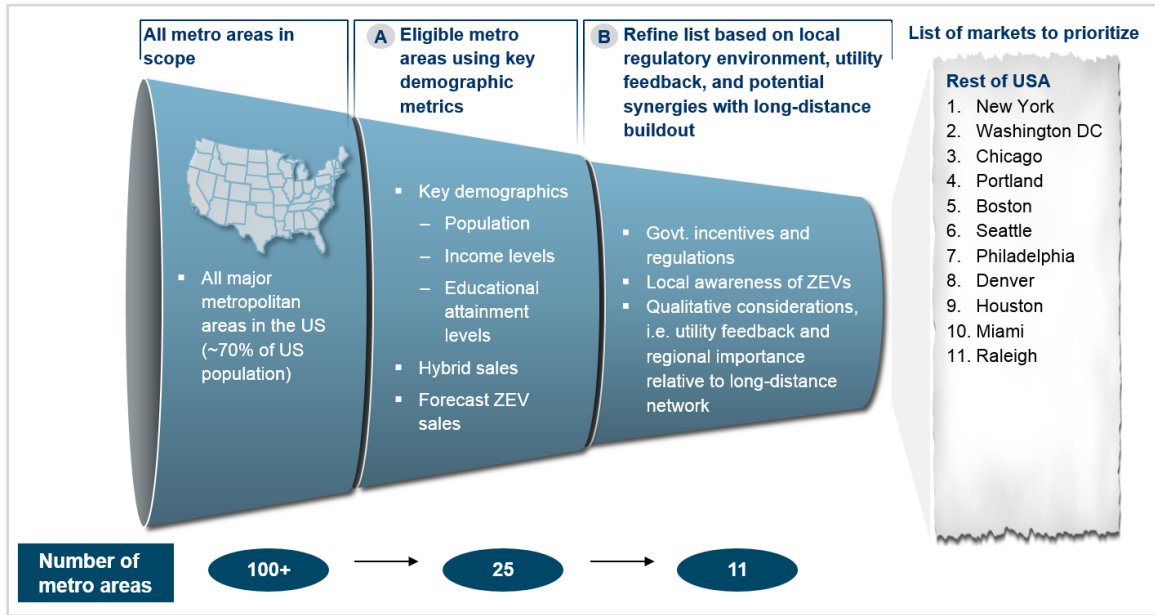 All metro areas in
scope
A
Eligible metro
areas using key
demographic
metrics
B
Refine list based on local
regulatory environment, utility
feedback, and potential
synergies with long-distance
buildout
List of markets to prioritize
▪ All major
metropolitan
areas in the US
(~70% of US
population)
▪ Key demographics
– Population
– Income levels
– Educational
attainment
levels
▪ Hybrid sales
▪ Forecast ZEV
sales
▪ Govt. incentives and
regulations
▪ Local awareness of ZEVs
▪ Qualitative considerations,
i.e. utility feedback and
regional importance
relative to long-distance
network
Rest of USA
1. New York
2. Washington DC
3. Chicago
4. Portland
5. Boston
6. Seattle
7. Philadelphia
8. Denver
9. Houston
10. Miami
11. Raleigh
Number of
metro areas
100+
25
11